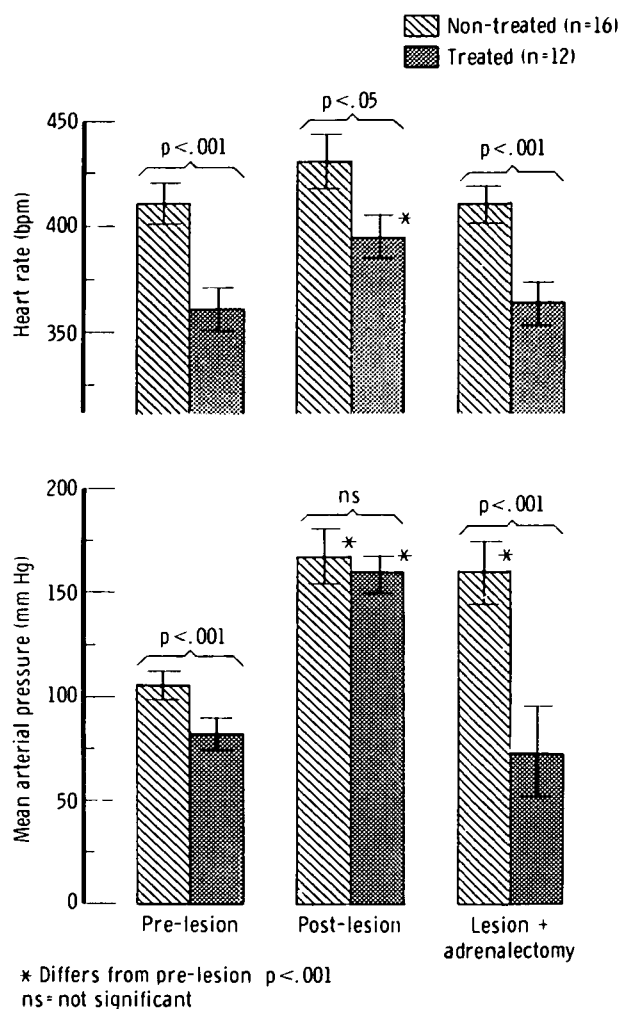 Non-treated (n=16)
Treated (n=12)
Heart rate (bpm)
450
400
350
p<.001
p<.05
*
p<.001
Mean arterial pressure (mm Hg)
200
150
100
50
0
p<.001
ns
*
*
p<.001
*
Pre-lesion
Post-lesion
Lesion +
adrenalectomy
* Differs from pre-lesion p<.001
ns= not significant